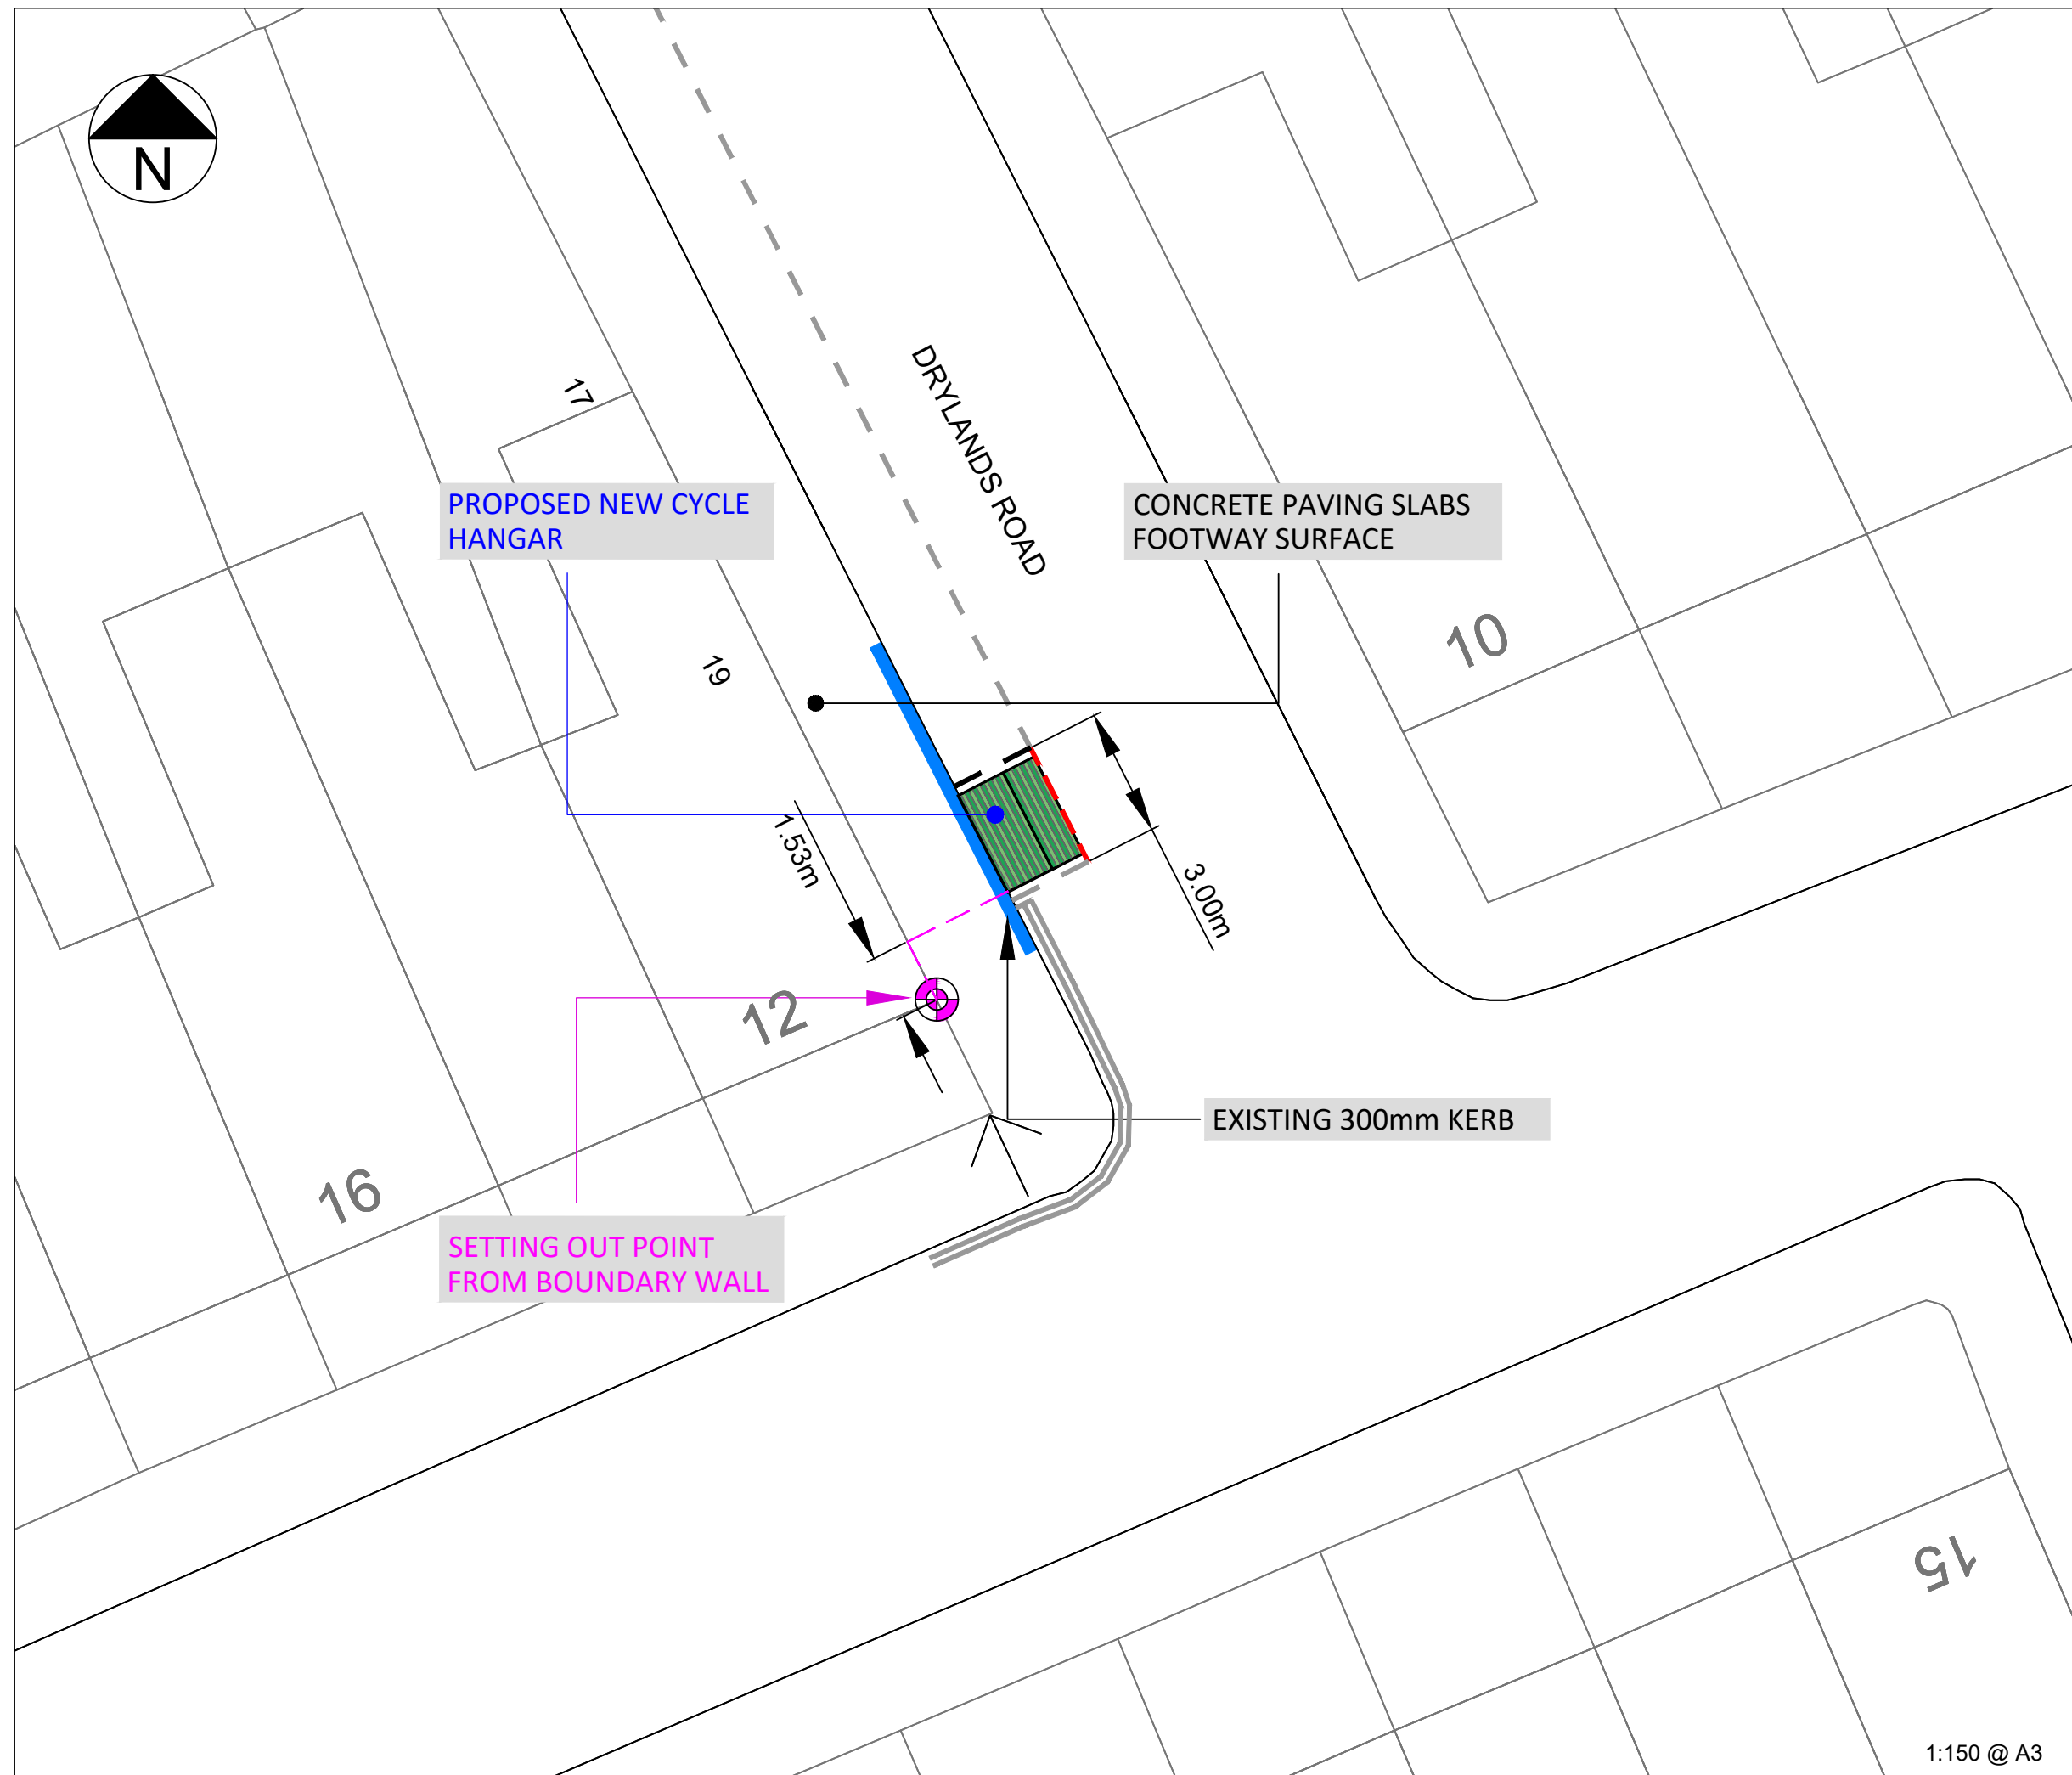 N
17
DRYLANDS ROAD
PROPOSED NEW CYCLE
HANGAR
CONCRETE PAVING SLABS
FOOTWAY SURFACE
10
19
1.53m
3.00m
12
EXISTING 300mm KERB
16
SETTING OUT POINT
FROM BOUNDARY WALL
15
1:150 @ A3